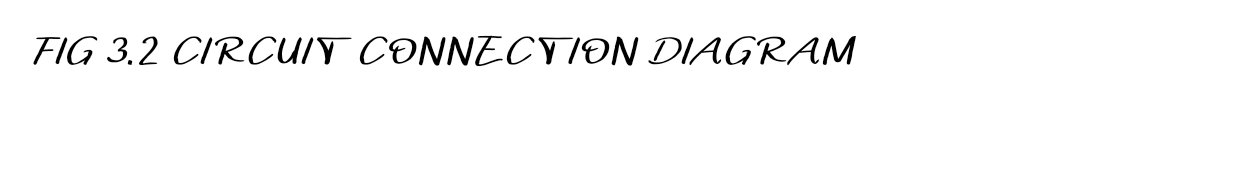 FIG 3.2 CIRCUIT CONNECTION DIAGRAM